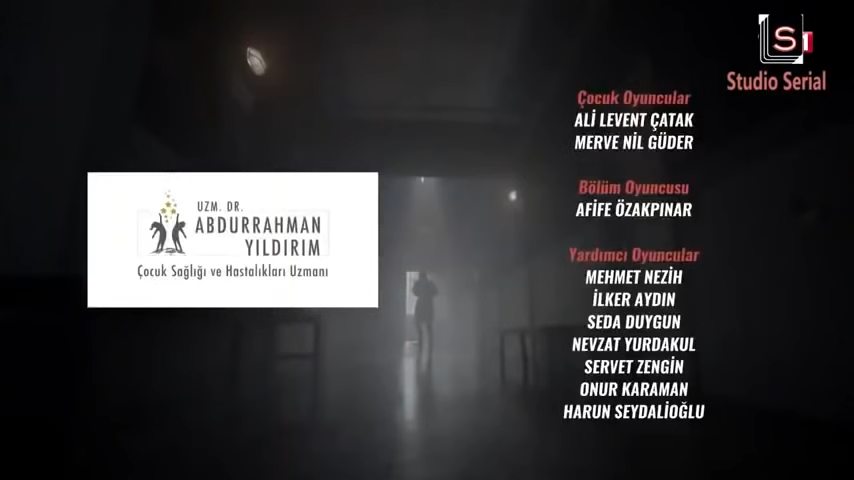 S1
Studio Serial
Çocuk Oyuncular
ALİ LEVENT ÇATAK
MERVE NİL GÜDER
Bölüm Oyuncusu
AFİFE ÖZAKPINAR
Yardımcı Oyuncular
MEHMET NEZİH
İLKER AYDIN
SEDA DUYGUN
NEVZAT YURDAKUL
SERVET ZENGİN
ONUR KARAMAN
HARUN SEYDALİOĞLU
UZM. DR.
ABDURRAHMAN
YILDIRIM
Çocuk Sağlığı ve Hastalıkları Uzmanı